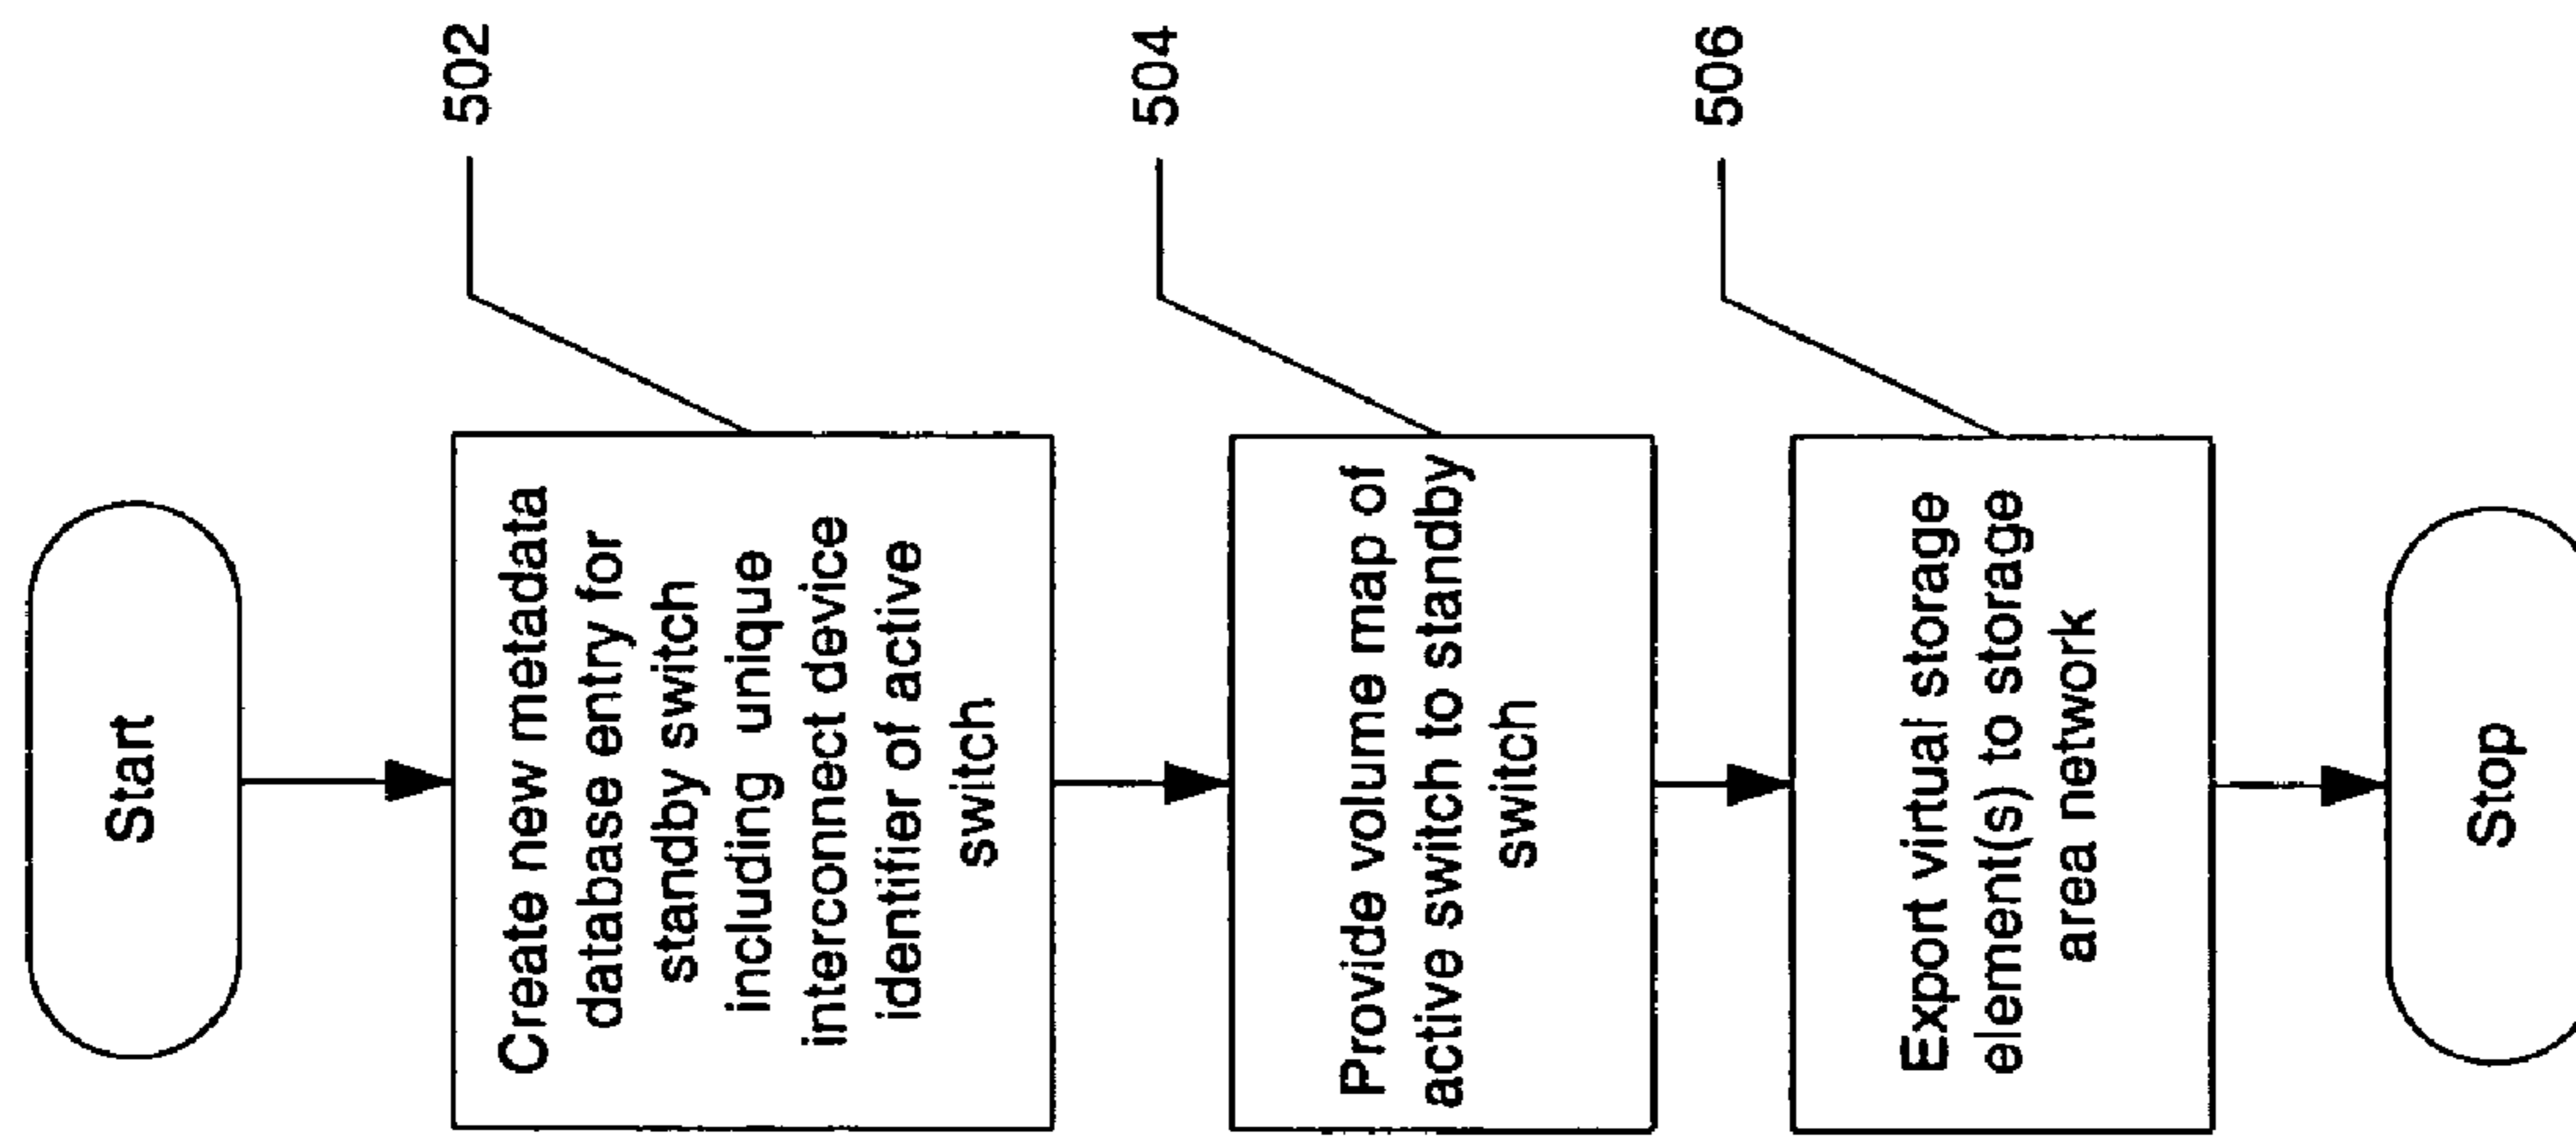 Start
Create new metadata
database entry for
standby switch
including unique
interconnect device
identifier of active
switch
502
Provide volume map of
active switch to standby
switch
504
Export virtual storage
element(s) to storage
area network
506
Stop